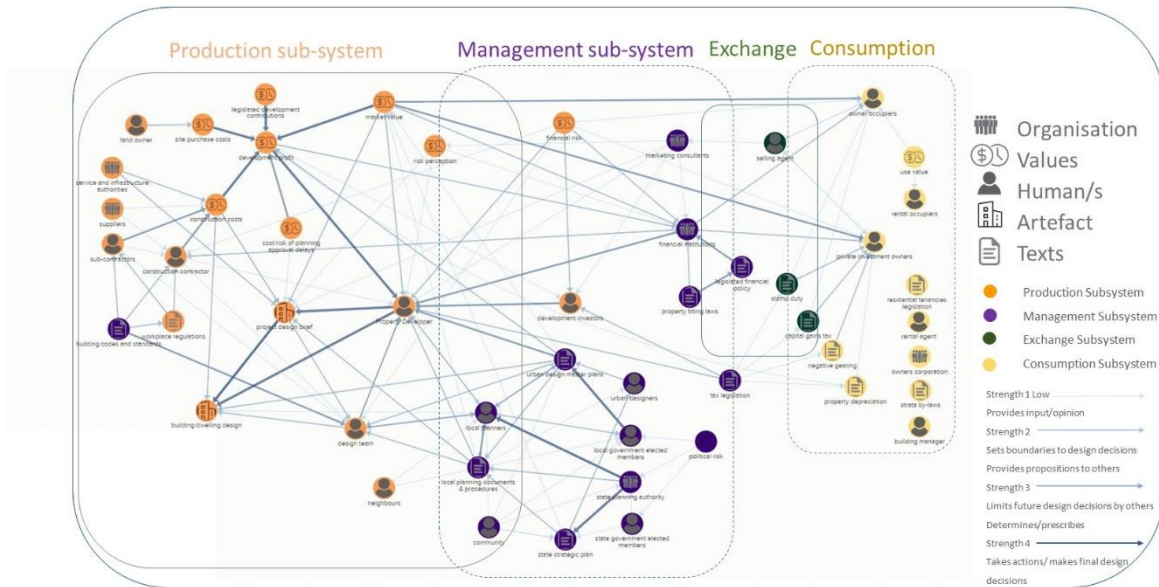 Production sub-system
Management sub-system
Exchange
Consumption
legislated development
contributions
market value
land owner
site purchase costs
development profit
risk perception
financial risk
marketing consultants
selling agent
owner occupiers
use value
rental occupiers
service and infrastructure
authorities
suppliers
construction costs
cost/risk of planning
approval delays
sub-contractors
construction contractor
financial institutions
private investment owners
legislated financial
policy
stamp duty
property titling laws
capital gains tax
residential tenancies
legislation
rental agent
owners corporation
strata by-laws
building manager
building codes and standards
workplace regulations
project design brief
Property Developer
development investors
urban design master plans
urban designers
tax legislation
negative gearing
property depreciation
building/dwelling design
design team
local planners
local government elected
members
political risk
local planning documents
& procedures
state planning authority
neighbours
community
state strategic plan
state government elected
members
Organisation
Values
Human/s
Artefact
Texts
Production Subsystem
Management Subsystem
Exchange Subsystem
Consumption Subsystem
Strength 1 Low
Provides input/opinion
Strength 2
Sets boundaries to design decisions
Provides propositions to others
Strength 3
Limits future design decisions by others
Determines/prescribes
Strength 4
Takes actions/ makes final design
decisions